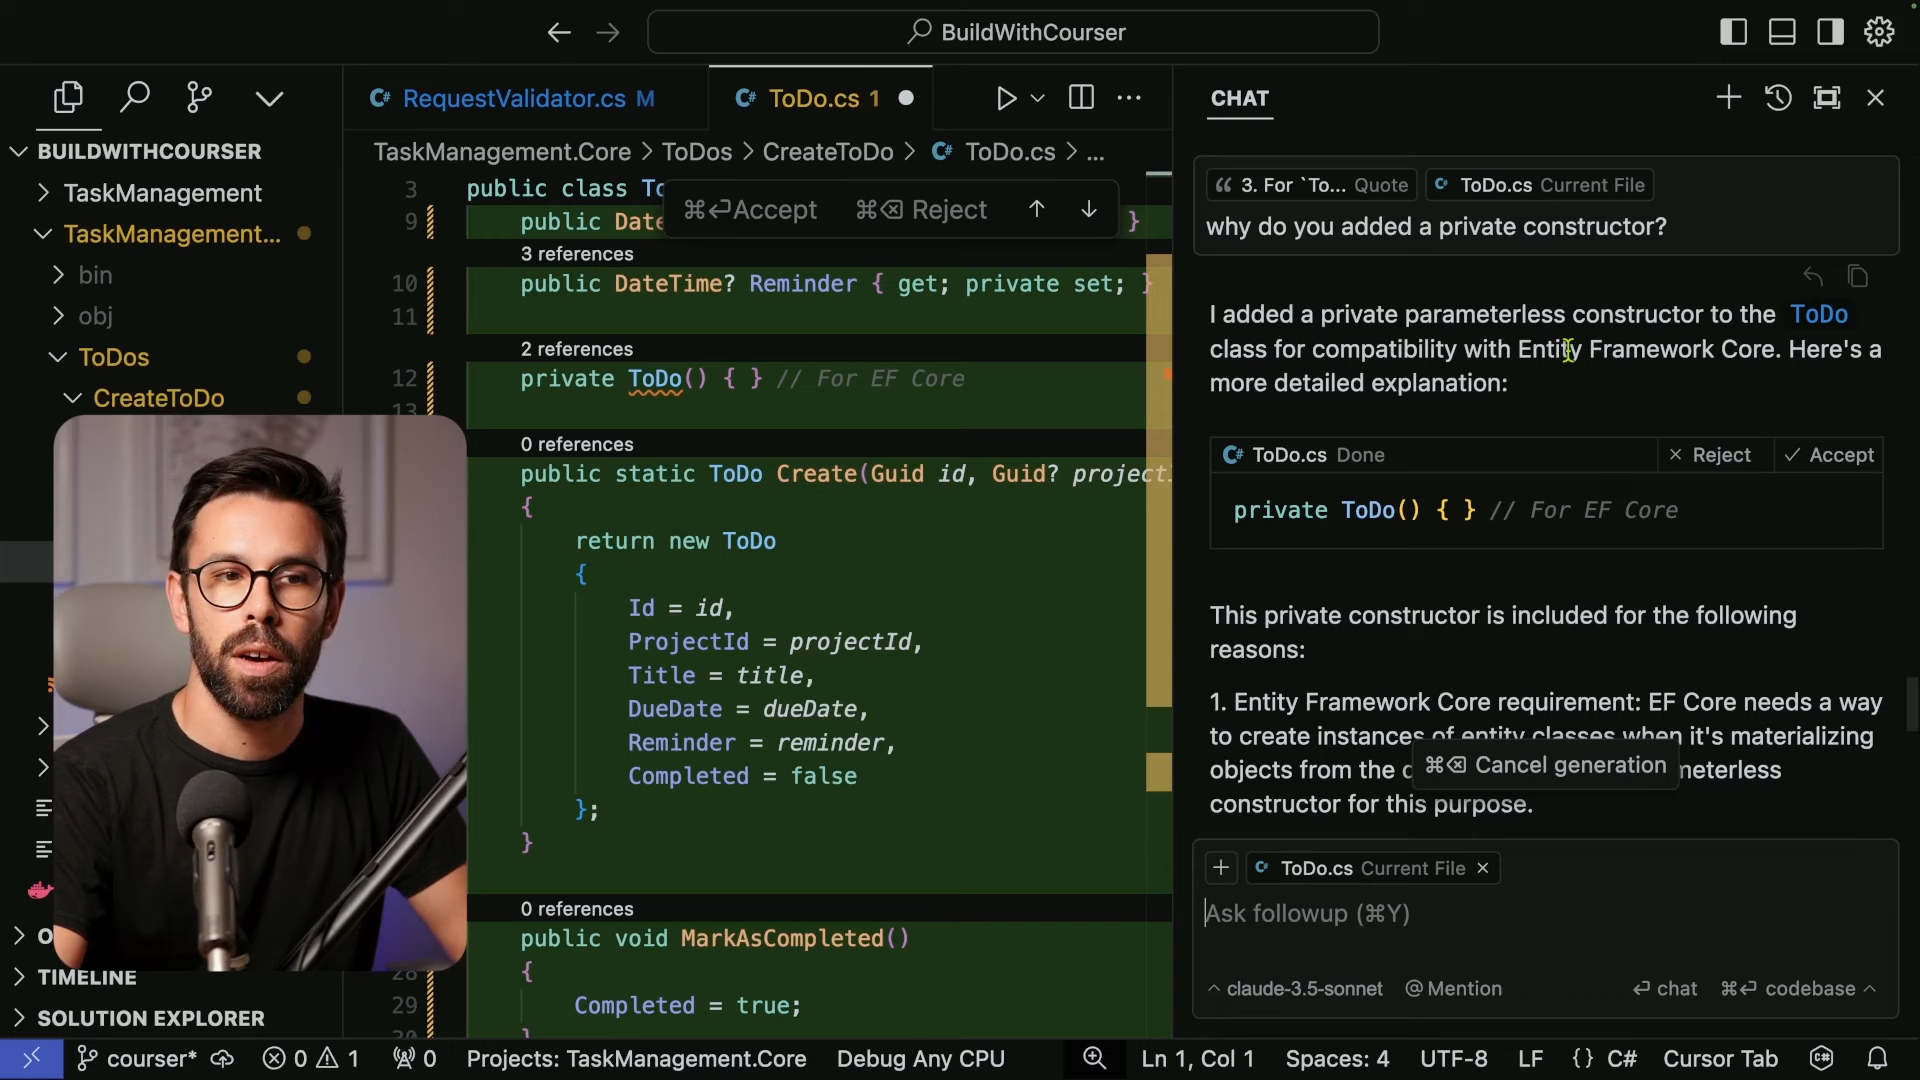 BuildWithCourser
BUILDWITHCOURSER
TaskManagement
TaskManagement...
bin
obj
ToDos
CreateToDo
TIMELINE
SOLUTION EXPLORER
C# RequestValidator.cs M
C# ToDo.cs 1
TaskManagement.Core > ToDos > CreateToDo > C# ToDo.cs > ...
3 public class To
⌘↩Accept ⌘⌫ Reject ↑ ↓
9 public Date }
3 references
10 public DateTime? Reminder { get; private set; }
11
2 references
12 private ToDo() { } // For EF Core
13
0 references
public static ToDo Create(Guid id, Guid? project
{
return new ToDo
{
Id = id,
ProjectId = projectId,
Title = title,
DueDate = dueDate,
Reminder = reminder,
Completed = false
};
}
0 references
public void MarkAsCompleted()
28 {
29 Completed = true;
30 }
CHAT
3. For `To... Quote C# ToDo.cs Current File
why do you added a private constructor?
I added a private parameterless constructor to the ToDo
class for compatibility with Entity Framework Core. Here's a
more detailed explanation:
C# ToDo.cs Done × Reject ✓ Accept
private ToDo() { } // For EF Core
This private constructor is included for the following
reasons:
1. Entity Framework Core requirement: EF Core needs a way
to create instances of entity classes when it's materializing
objects from the meterless
⌘⌫ Cancel generation
constructor for this purpose.
+ C# ToDo.cs Current File ×
Ask followup (⌘Y)
claude-3.5-sonnet @ Mention ↩ chat ⌘↩ codebase
courser* 0 1 0 Projects: TaskManagement.Core Debug Any CPU Ln 1, Col 1 Spaces: 4 UTF-8 LF {} C# Cursor Tab